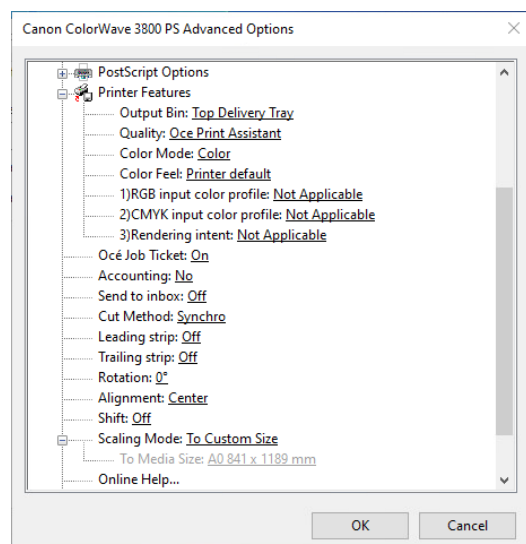 Canon ColorWave 3800 PS Advanced Options
PostScript Options
Printer Features
Output Bin: Top Delivery Tray
Quality: Oce Print Assistant
Color Mode: Color
Color Feel: Printer default
1)RGB input color profile: Not Applicable
2)CMYK input color profile: Not Applicable
3)Rendering intent: Not Applicable
Océ Job Ticket: On
Accounting: No
Send to inbox: Off
Cut Method: Synchro
Leading strip: Off
Trailing strip: Off
Rotation: 0°
Alignment: Center
Shift: Off
Scaling Mode: To Custom Size
To Media Size: A0 841 x 1189 mm
Online Help...
OK Cancel